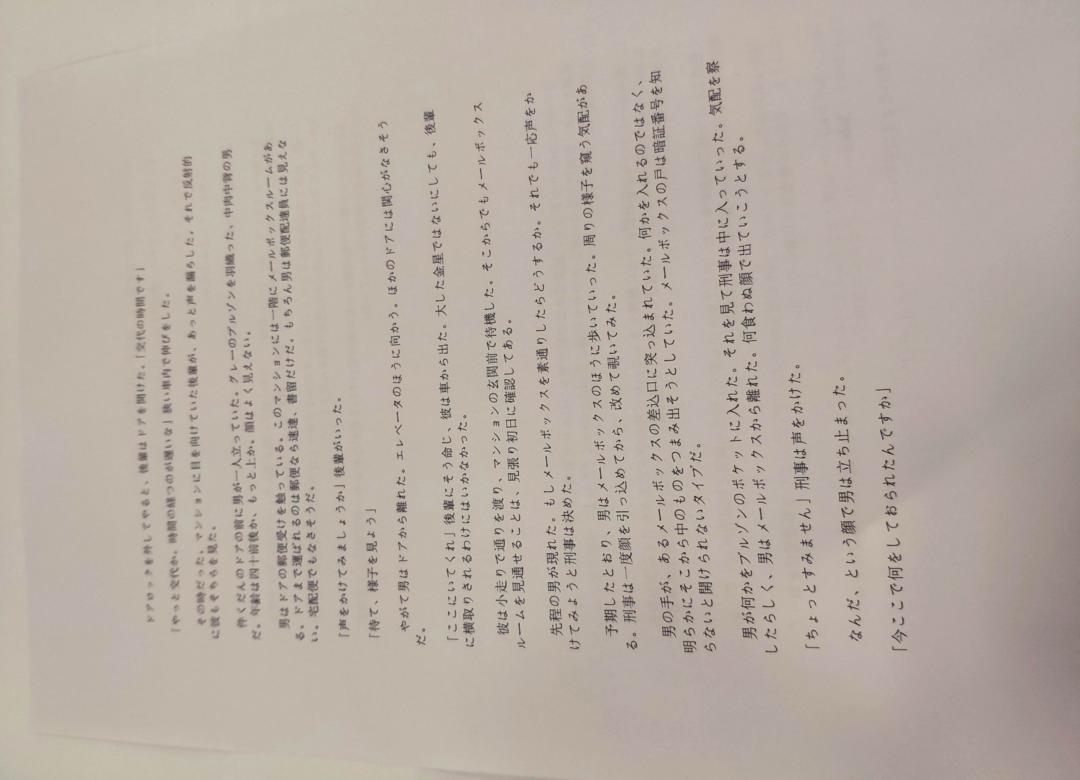 ドアロックを外してやると、後輩はドアを開けた。「交代の時間です」
「やっと交代か。時間の経つのが遅いな」狭い車内で伸びをした。
その時だった。マンションに目を向けていた後輩が、あっと声を漏らした。それで反射的
に彼もそちらを見た。
件くだんのドアの前に男が一人立っていた。グレーのブルゾンを羽織った、中肉中背の男
だ。年齢は四十前後か、もっと上か。顔はよく見えない。
男はドアの郵便受けを触っている。このマンションには一階にメールボックスルームがあ
る。ドアまで運ばれるのは郵便なら速達、書留だけだ。もちろん男は郵便配達員には見えな
い。宅配便でもなさそうだ。
「声をかけてみましょうか」後輩がいった。
「待て、様子を見よう」
やがて男はドアから離れた。エレベータのほうに向かう。ほかのドアには関心がなさそう
だ。
「ここにいてくれ」後輩にそう命じ、彼は車から出た。大した金星ではないにしても、後輩
に横取りされるわけにはいかなかった。
彼は小走りで通りを渡り、マンションの玄関前で待機した。そこからでもメールボックス
ルームを見通せることは、見張り初日に確認してある。
先程の男が現れた。もしメールボックスを素通りしたらどうするか。それでも一応声をか
けてみようと刑事は決めた。
予期したとおり、男はメールボックスのほうに歩いていった。周りの様子を窺う気配があ
る。刑事は一度顔を引っ込めてから、改めて覗いてみた。
男の手が、あるメールボックスの差込口に突っ込まれていた。何かを入れるのではなく、
明らかにそこから中のものをつまみ出そうとしていた。メールボックスの戸は暗証番号を知
らないと開けられないタイプだ。
男が何かをブルゾンのポケットに入れた。それを見て刑事は中に入っていった。気配を察
したらしく、男はメールボックスから離れた。何食わぬ顔で出ていこうとする。
「ちょっとすみません」刑事は声をかけた。
なんだ、という顔で男は立ち止まった。
「今ここで何をしておられたんですか」